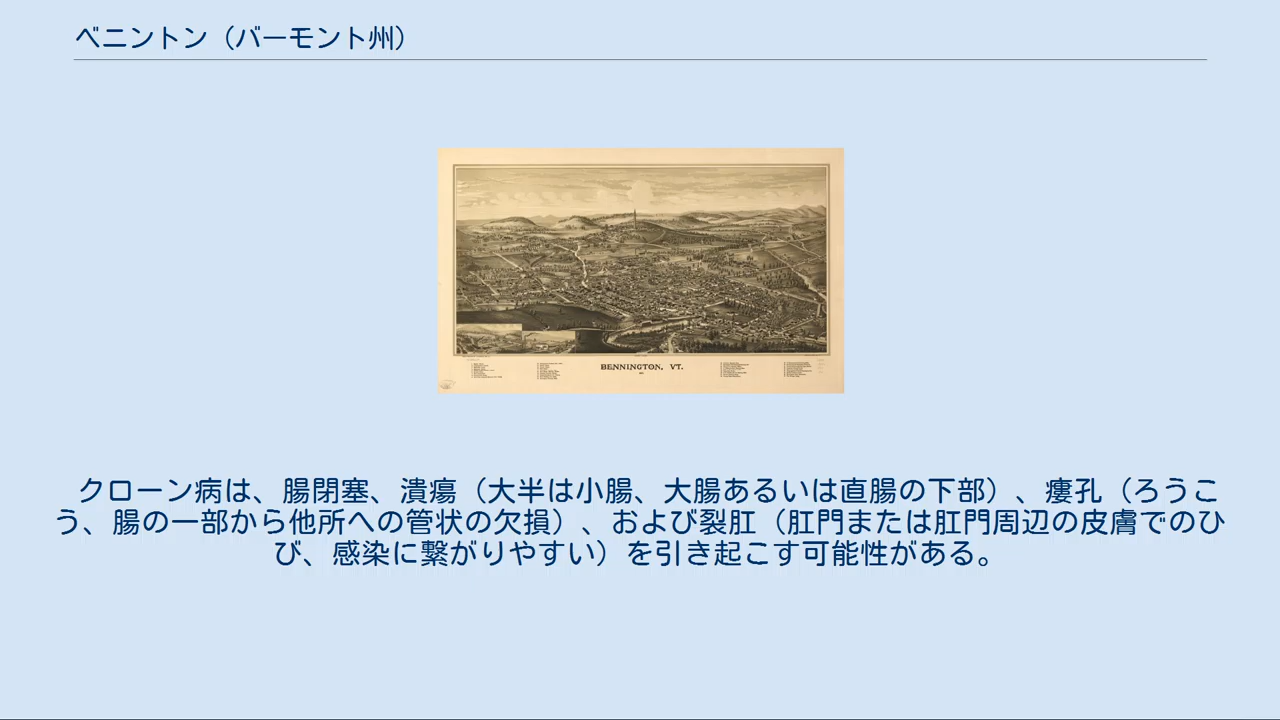 ベニントン（バーモント州）
BENNINGTON, VT.
クローン病は、腸閉塞、潰瘍（大半は小腸、大腸あるいは直腸の下部）、瘻孔（ろうこ
う、腸の一部から他所への管状の欠損）、および裂肛（肛門または肛門周辺の皮膚でのひ
び、感染に繋がりやすい）を引き起こす可能性がある。